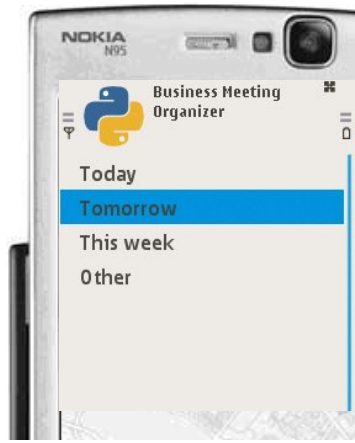 NOKIA
N95
Business Meeting
Organizer
Today
Tomorrow
This week
Other